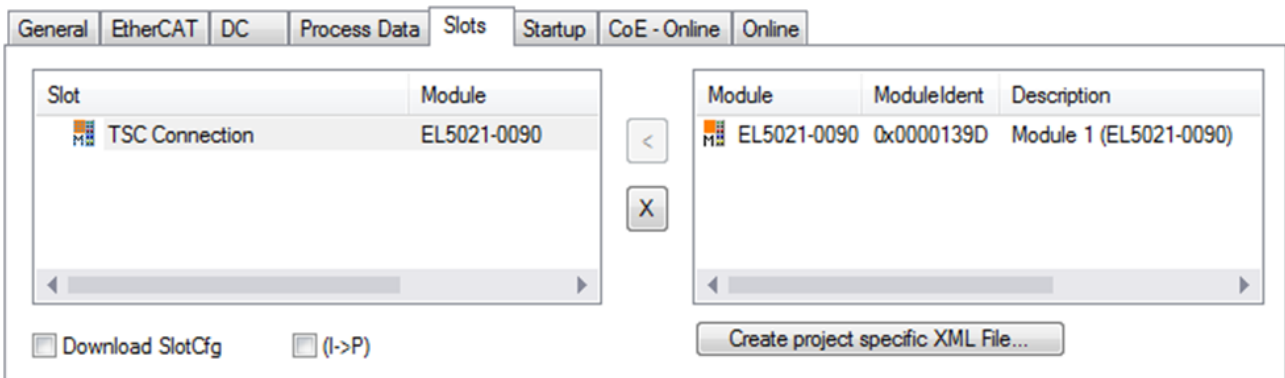 General EtherCAT DC Process Data Slots Startup CoE - Online Online
Slot Module
TSC Connection EL5021-0090
<
X
Module ModuleIdent Description
EL5021-0090 0x0000139D Module 1 (EL5021-0090)
Download SlotCfg (I->P)
Create project specific XML File...